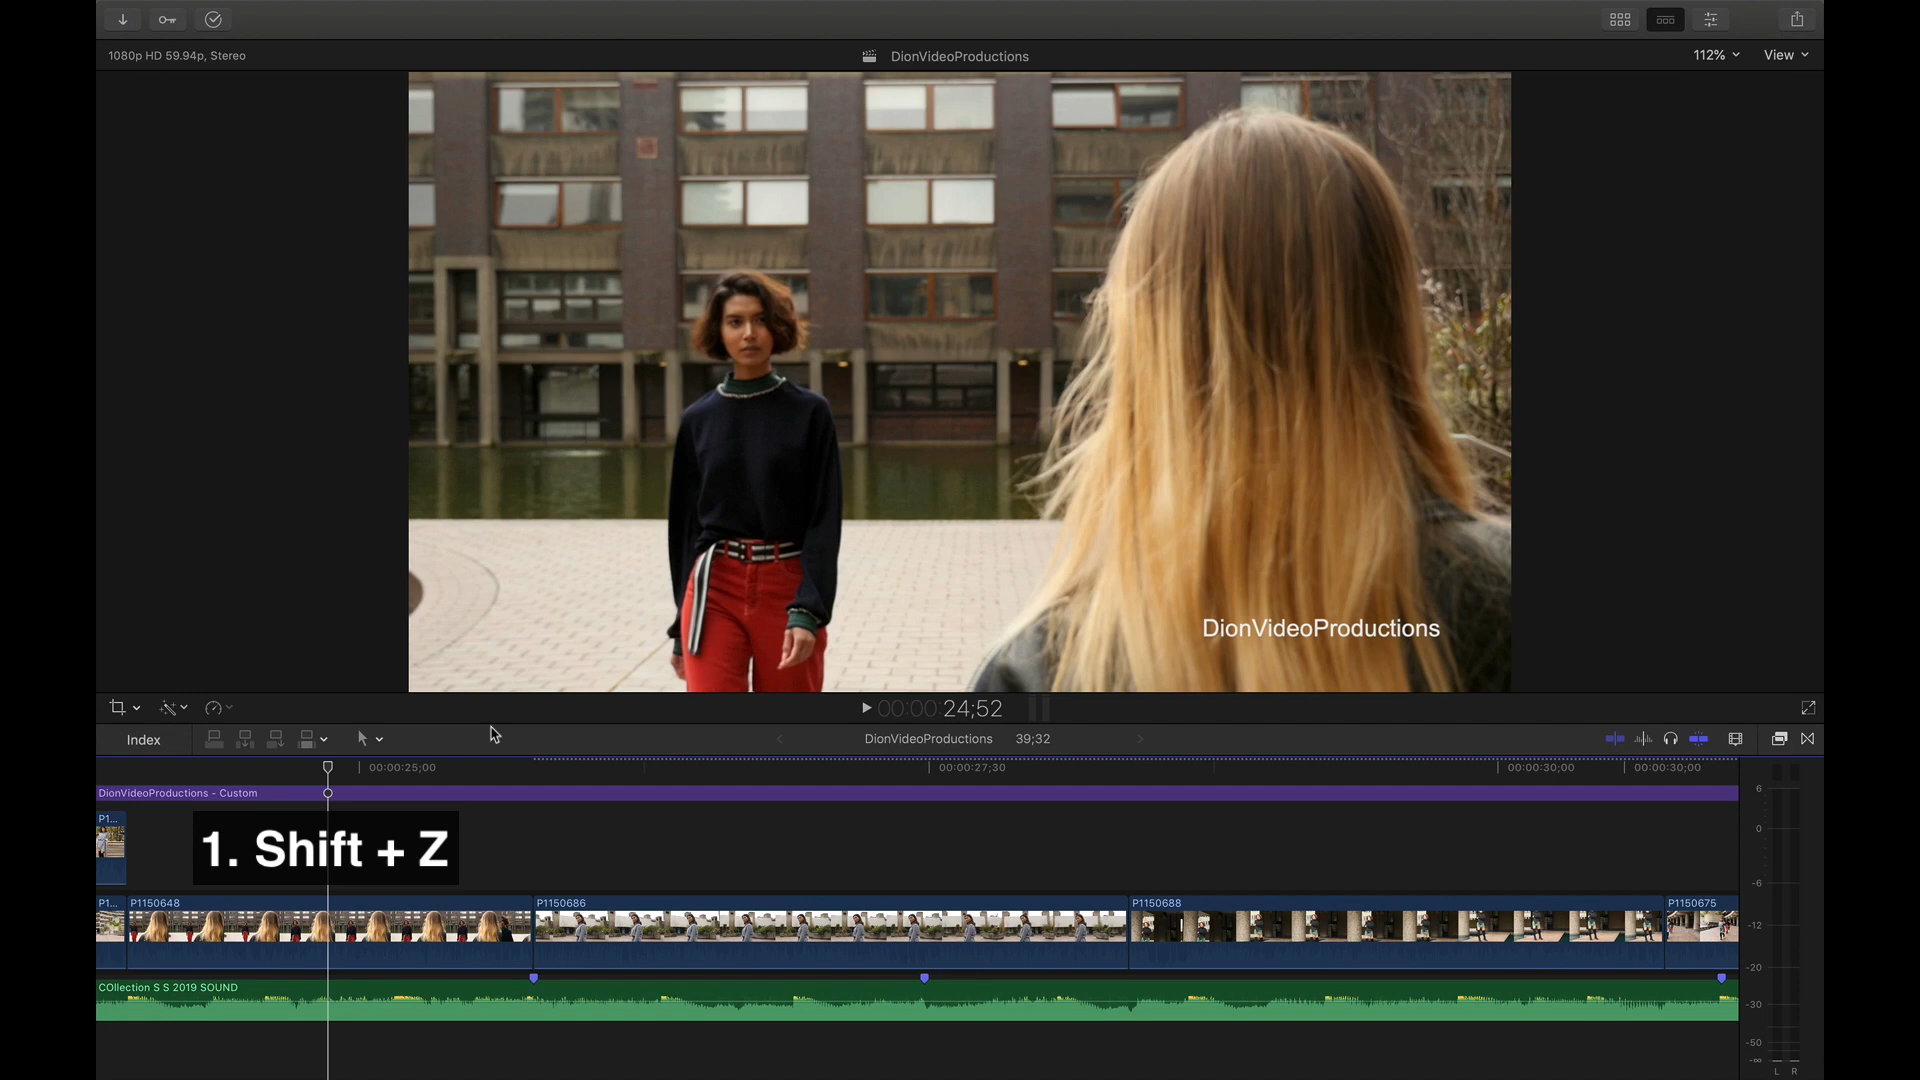 1080p HD 59.94p, Stereo
DionVideoProductions
112%
View
DionVideoProductions
00:00:24;52
Index
DionVideoProductions
39;32
00:00:25;00
00:00:27;30
00:00:30;00
00:00:30;00
DionVideoProductions - Custom
P1...
1. Shift + Z
P1...
P1150648
P1150686
P1150688
P1150675
COllection S S 2019 SOUND
6
0
-6
-12
-20
-30
-50
-∞
L R